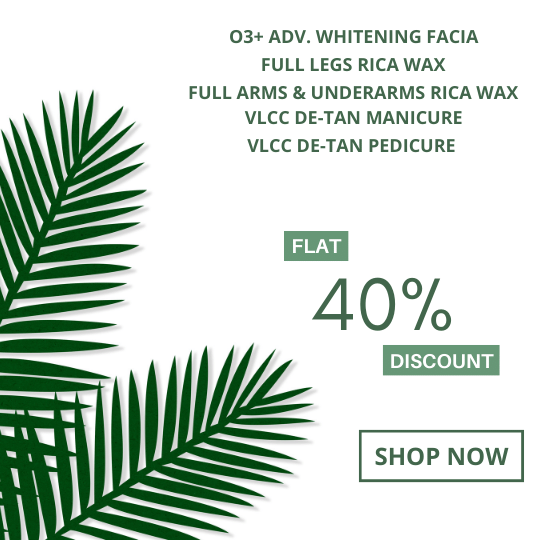 O3+ ADV. WHITENING FACIA
FULL LEGS RICA WAX
FULL ARMS & UNDERARMS RICA WAX
VLCC DE-TAN MANICURE
VLCC DE-TAN PEDICURE
FLAT
40%
DISCOUNT
SHOP NOW